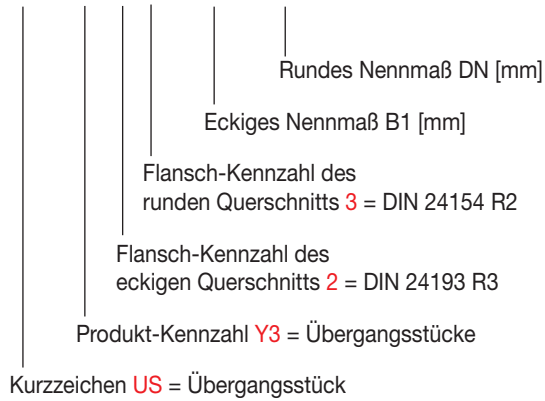 Rundes Nennmaß DN [mm]
Eckiges Nennmaß B1 [mm]
Flansch-Kennzahl des
runden Querschnitts 3 = DIN 24154 R2
Flansch-Kennzahl des
eckigen Querschnitts 2 = DIN 24193 R3
Produkt-Kennzahl Y3 = Übergangsstücke
Kurzzeichen US = Übergangsstück